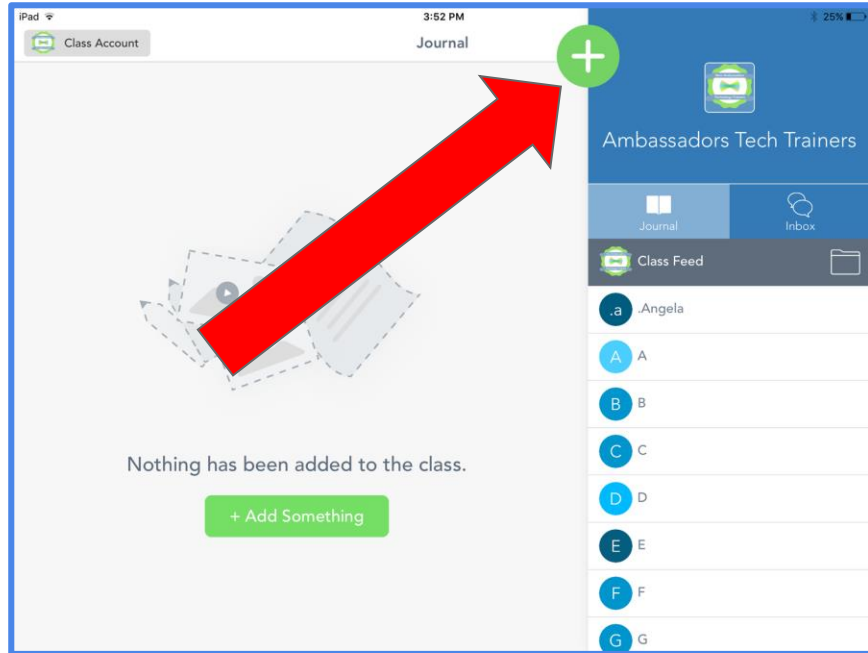 iPad
3:52 PM
25%
Class Account
Journal
+
Ambassadors Tech Trainers
Journal
Inbox
Class Feed
.a .Angela
A A
B B
C C
D D
E E
F F
G G
Nothing has been added to the class.
+ Add Something